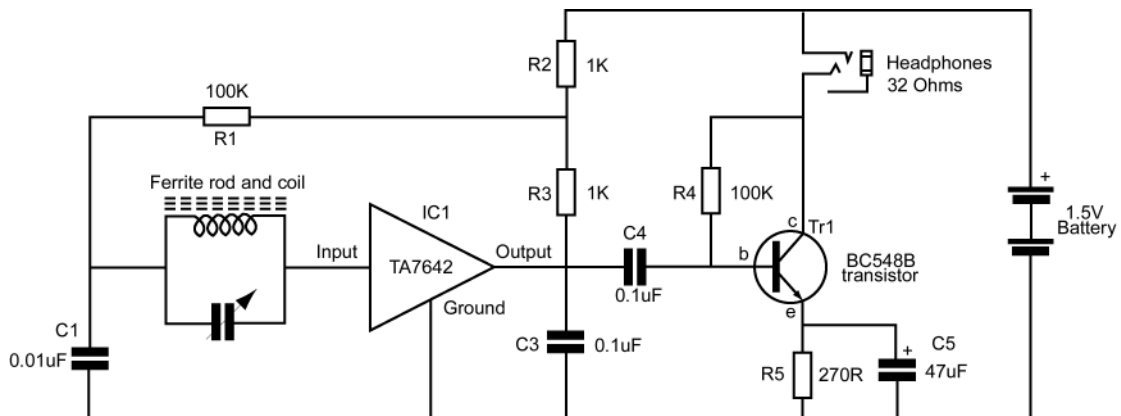 R2
1K
Headphones
32 Ohms
100K
R1
Ferrite rod and coil
R3
1K
R4
100K
IC1
Input
TA7642
Output
Ground
C4
0.1uF
c
Tr1
b
BC548B
transistor
e
+
1.5V
Battery
C1
0.01uF
C3
0.1uF
R5
270R
+
C5
47uF